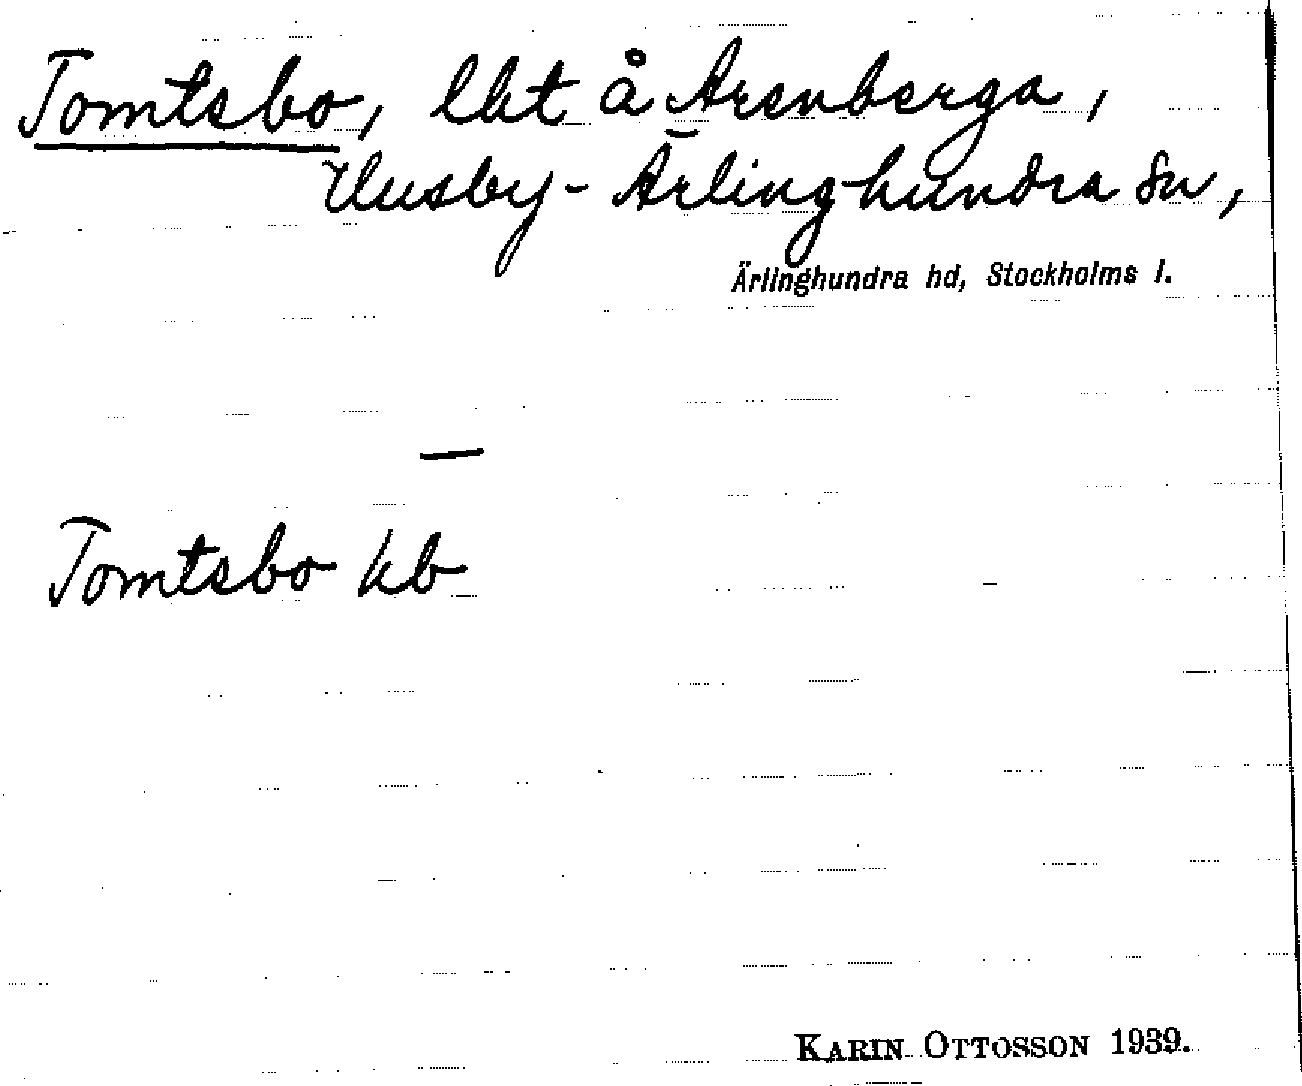 Tomtsbo, lht å Arenberga,
Husby-Ärlinghundra sn,
Ärlinghundra hd, Stockholms l.
—
Tomtsbo kb
KARIN OTTOSSON 1939.